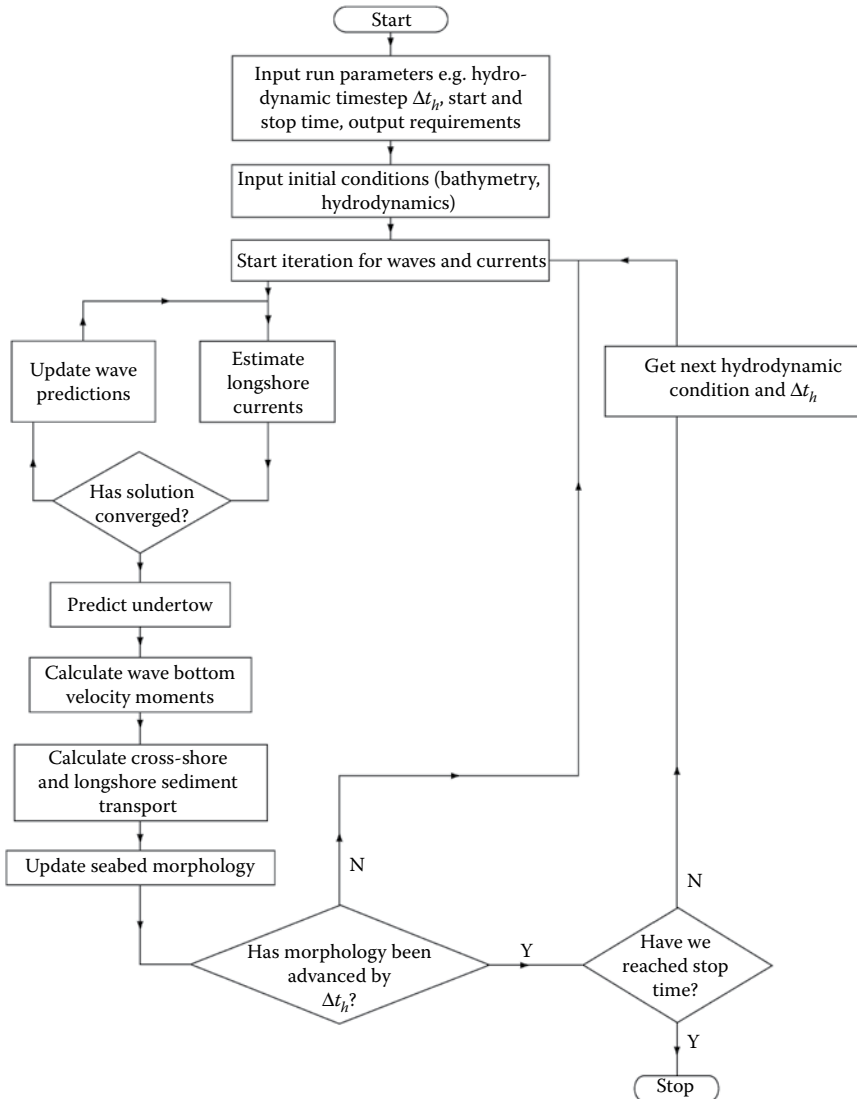 Start
Input run parameters e.g. hydro-
dynamic timestep Δt_h, start and
stop time, output requirements
Input initial conditions (bathymetry,
hydrodynamics)
Start iteration for waves and currents
Update wave
predictions
Estimate
longshore
currents
Get next hydrodynamic
condition and Δt_h
Has solution
converged?
Predict undertow
Calculate wave bottom
velocity moments
Calculate cross-shore
and longshore sediment
transport
Update seabed morphology
N
Has morphology been
advanced by
Δt_h?
Y
N
Have we
reached stop
time?
Y
Stop